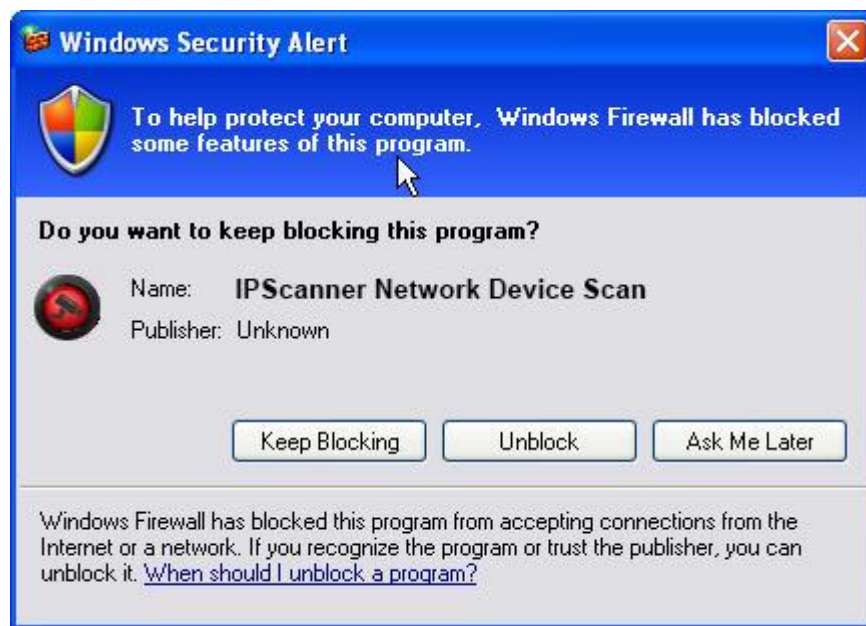 Windows Security Alert
To help protect your computer, Windows Firewall has blocked
some features of this program.
Do you want to keep blocking this program?
Name: IPScanner Network Device Scan
Publisher: Unknown
Keep Blocking Unblock Ask Me Later
Windows Firewall has blocked this program from accepting connections from the
Internet or a network. If you recognize the program or trust the publisher, you can
unblock it. When should I unblock a program?